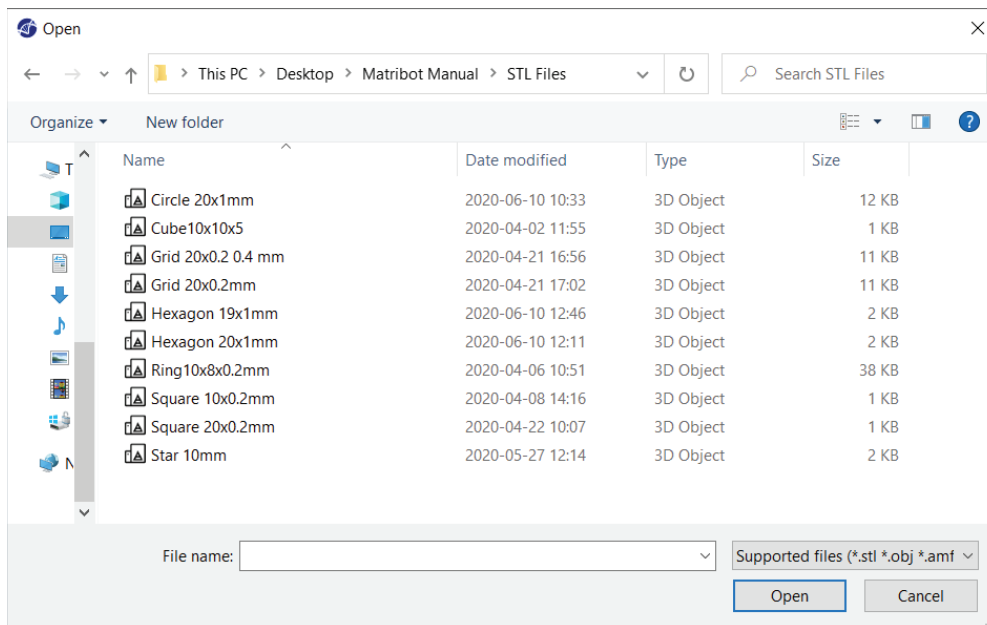 Open
This PC > Desktop > Matribot Manual > STL Files
Search STL Files
Organize
New folder
Name Date modified Type Size
Circle 20x1mm 2020-06-10 10:33 3D Object 12 KB
Cube10x10x5 2020-04-02 11:55 3D Object 1 KB
Grid 20x0.2 0.4 mm 2020-04-21 16:56 3D Object 11 KB
Grid 20x0.2mm 2020-04-21 17:02 3D Object 11 KB
Hexagon 19x1mm 2020-06-10 12:46 3D Object 2 KB
Hexagon 20x1mm 2020-06-10 12:11 3D Object 2 KB
Ring10x8x0.2mm 2020-04-06 10:51 3D Object 38 KB
Square 10x0.2mm 2020-04-08 14:16 3D Object 1 KB
Square 20x0.2mm 2020-04-22 10:07 3D Object 1 KB
Star 10mm 2020-05-27 12:14 3D Object 2 KB
T
N
File name:
Supported files (*.stl *.obj *.amf
Open
Cancel